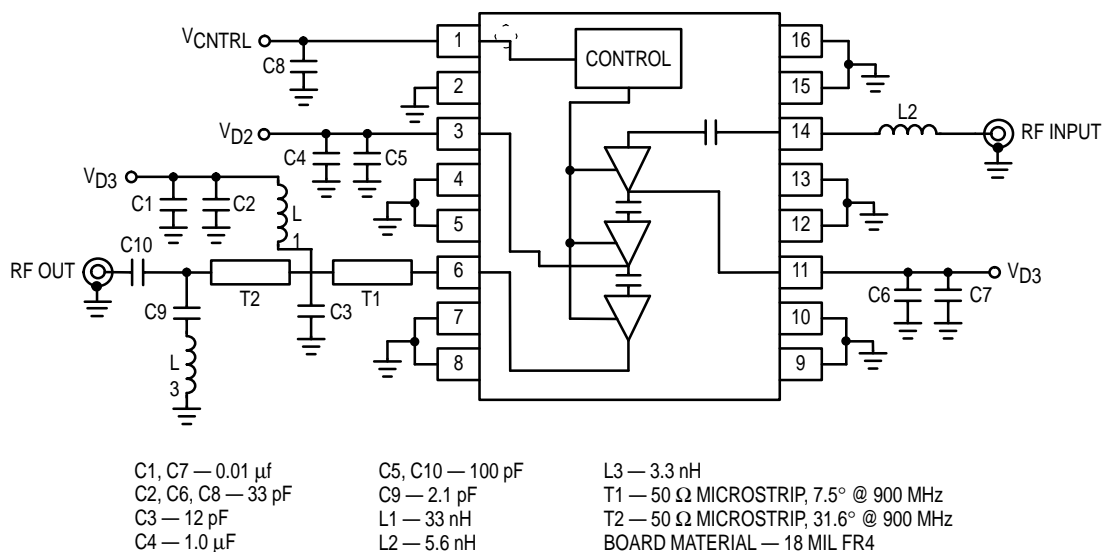 VCNTRL
C8
1
2
3
4
5
6
7
8
CONTROL
16
15
14
13
12
11
10
9
L2
RF INPUT
VD2
C4
C5
VD3
C1
C2
L
1
C10
RF OUT
T2
T1
C9
C3
L
3
C6
C7
VD3
C1, C7 — 0.01 µf
C2, C6, C8 — 33 pF
C3 — 12 pF
C4 — 1.0 µF
C5, C10 — 100 pF
C9 — 2.1 pF
L1 — 33 nH
L2 — 5.6 nH
L3 — 3.3 nH
T1 — 50 Ω MICROSTRIP, 7.5° @ 900 MHz
T2 — 50 Ω MICROSTRIP, 31.6° @ 900 MHz
BOARD MATERIAL — 18 MIL FR4